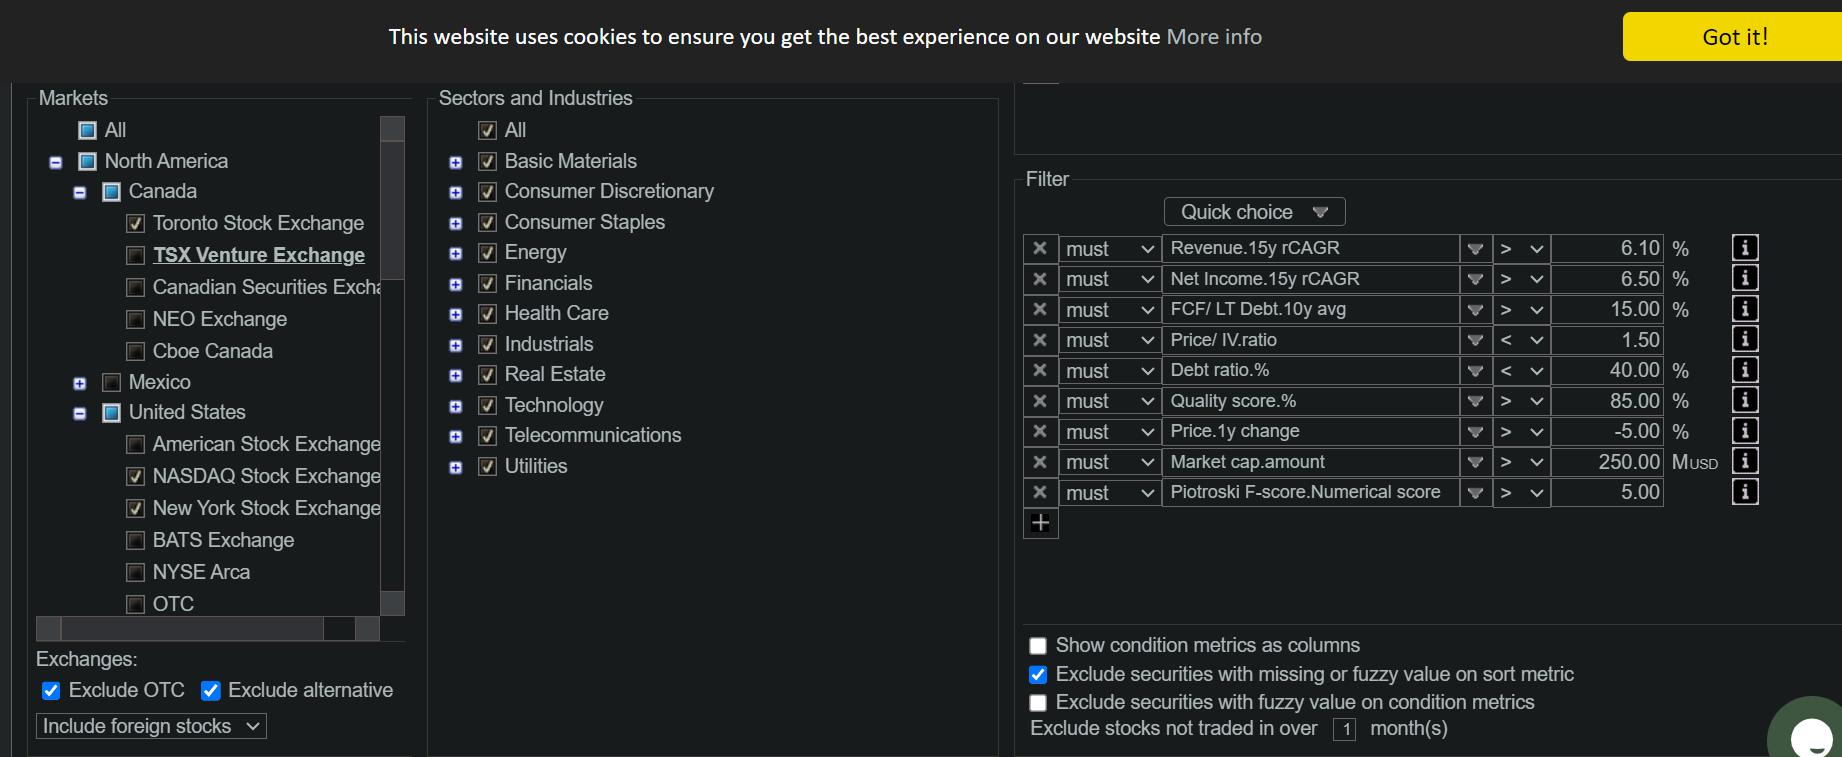 This website uses cookies to ensure you get the best experience on our website More info
Got it!
Markets
All
North America
Canada
Toronto Stock Exchange
TSX Venture Exchange
Canadian Securities Excha
NEO Exchange
Cboe Canada
Mexico
United States
American Stock Exchange
NASDAQ Stock Exchange
New York Stock Exchange
BATS Exchange
NYSE Arca
OTC
Exchanges:
Exclude OTC Exclude alternative
Include foreign stocks
Sectors and Industries
All
Basic Materials
Consumer Discretionary
Consumer Staples
Energy
Financials
Health Care
Industrials
Real Estate
Technology
Telecommunications
Utilities
Filter
Quick choice
must Revenue.15y rCAGR > 6.10 %
must Net Income.15y rCAGR > 6.50 %
must FCF/ LT Debt.10y avg > 15.00 %
must Price/ IV.ratio < 1.50
must Debt ratio.% < 40.00 %
must Quality score.% > 85.00 %
must Price.1y change > -5.00 %
must Market cap.amount > 250.00 MUSD
must Piotroski F-score.Numerical score > 5.00
Show condition metrics as columns
Exclude securities with missing or fuzzy value on sort metric
Exclude securities with fuzzy value on condition metrics
Exclude stocks not traded in over 1 month(s)